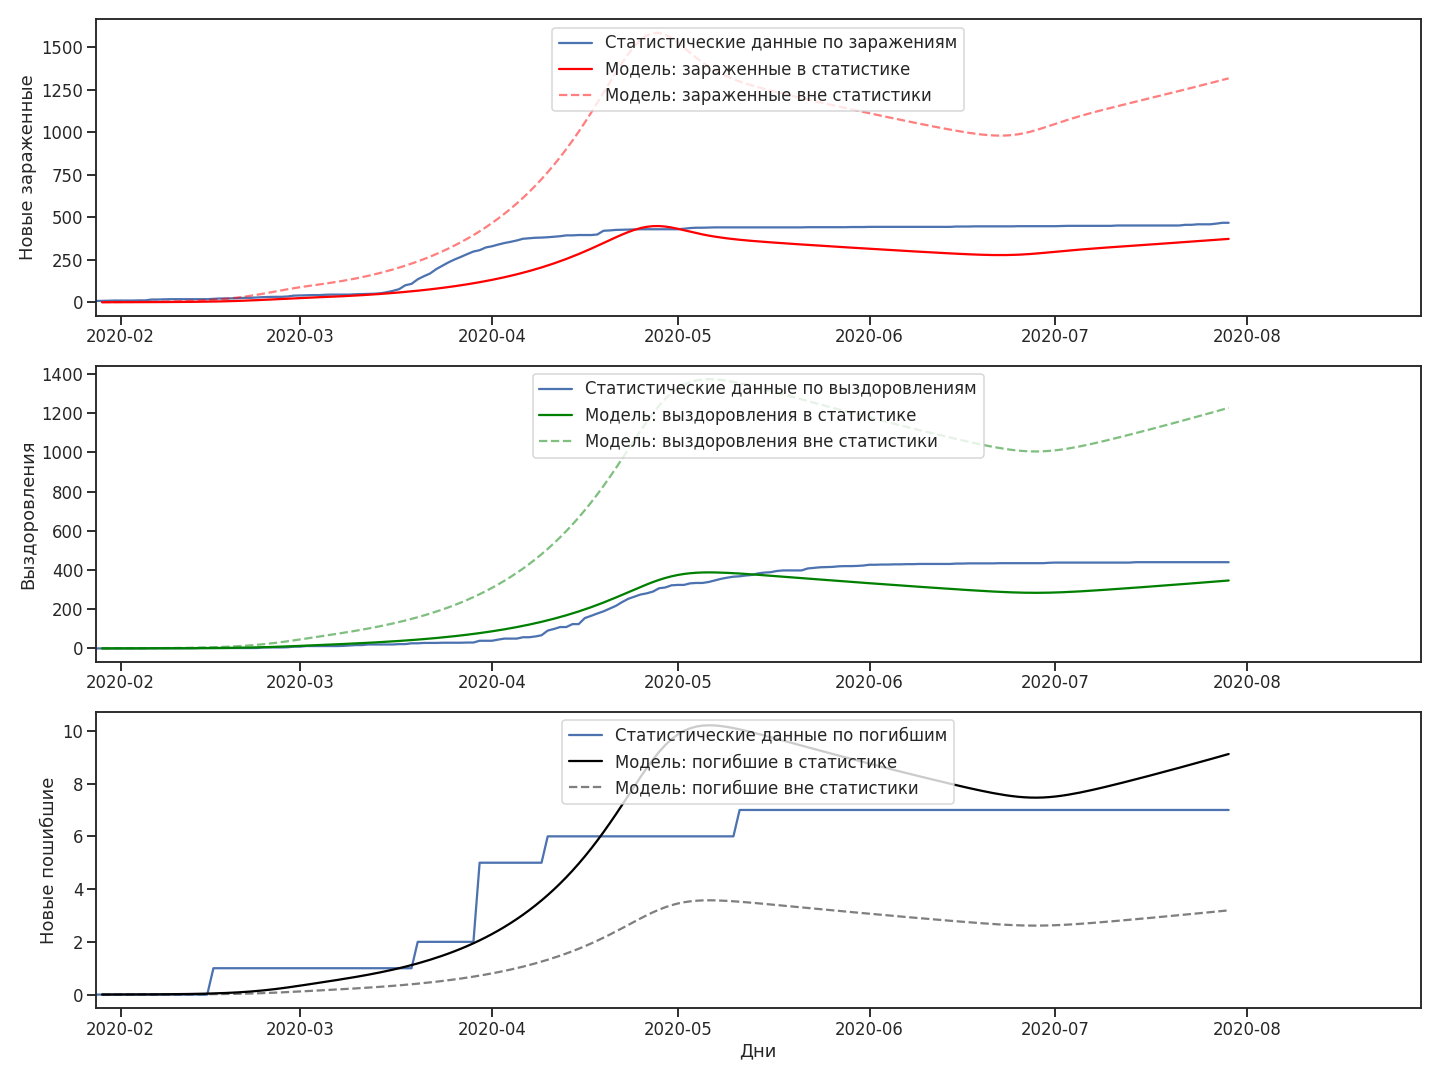 Новые зараженные
1500
1250
1000
750
500
250
0
Статистические данные по заражениям
Модель: зараженные в статистике
Модель: зараженные вне статистики
2020-02 2020-03 2020-04 2020-05 2020-06 2020-07 2020-08
Выздоровления
1400
1200
1000
800
600
400
200
0
Статистические данные по выздоровлениям
Модель: выздоровления в статистике
Модель: выздоровления вне статистики
2020-02 2020-03 2020-04 2020-05 2020-06 2020-07 2020-08
Новые пошибшие
10
8
6
4
2
0
Статистические данные по погибшим
Модель: погибшие в статистике
Модель: погибшие вне статистики
2020-02 2020-03 2020-04 2020-05 2020-06 2020-07 2020-08
Дни